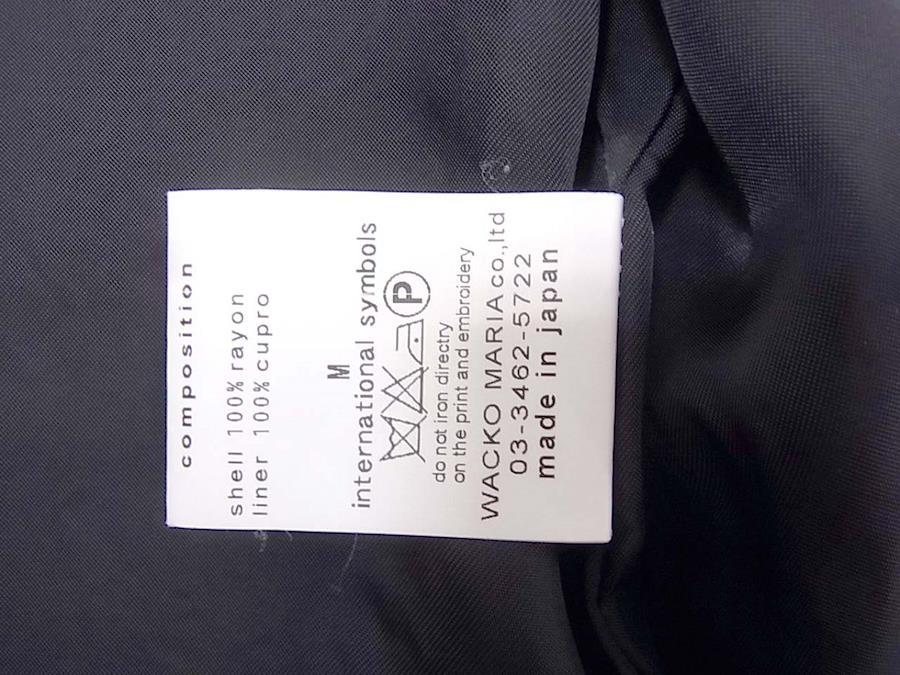 composition
shell 100% rayon
liner 100% cupro
M
international symbols
P
do not iron directry
on the print and embroidery
WACKO MARIA co.,ltd
03-3462-5722
made in japan